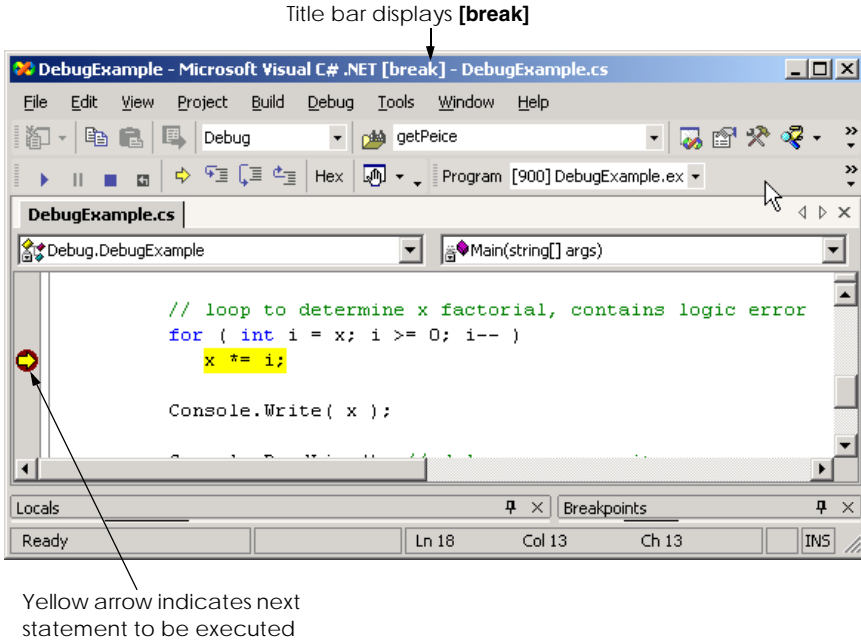 Title bar displays [break]
DebugExample - Microsoft Visual C# .NET [break] - DebugExample.cs
File Edit View Project Build Debug Tools Window Help
Debug getPeice
Hex Program [900] DebugExample.ex
DebugExample.cs
Debug.DebugExample Main(string[] args)
// loop to determine x factorial, contains logic error
for ( int i = x; i >= 0; i-- )
x *= i;
Console.Write( x );
Locals Breakpoints
Ready Ln 18 Col 13 Ch 13 INS
Yellow arrow indicates next
statement to be executed